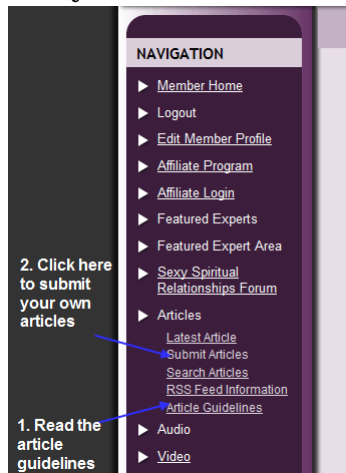 NAVIGATION
Member Home
Logout
Edit Member Profile
Affiliate Program
Affiliate Login
Featured Experts
Featured Expert Area
Sexy Spiritual
Relationships Forum
Articles
Latest Article
Submit Articles
Search Articles
RSS Feed Information
Article Guidelines
Audio
Video
2. Click here
to submit
your own
articles
1. Read the
article
guidelines